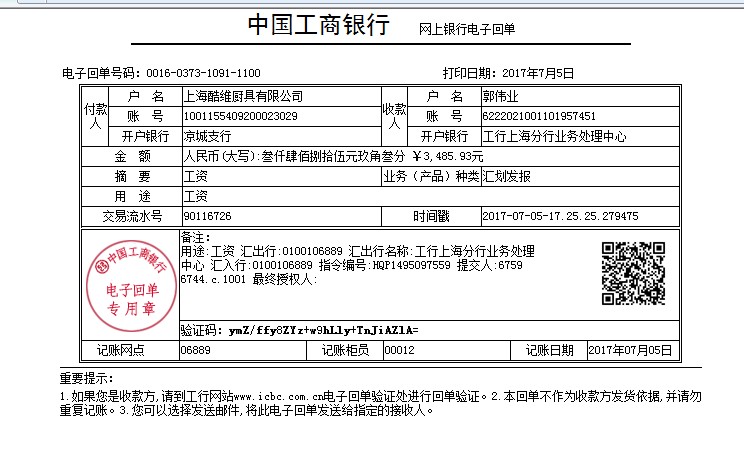 中国工商银行 网上银行电子回单
电子回单号码：0016-0373-1091-1100 打印日期：2017年7月5日
付款人 户 名 上海酷维厨具有限公司 收款人 户 名 郭伟业
账 号 1001155409200023029 账 号 6222021001101957451
开户银行 凉城支行 开户银行 工行上海分行业务处理中心
金 额 人民币(大写):叁仟肆佰捌拾伍元玖角叁分 ￥3,485.93元
摘 要 工资 业务（产品）种类 汇划发报
用 途 工资
交易流水号 90116726 时间戳 2017-07-05-17.25.25.279475
中国工商银行
电子回单
专用章
备注:
用途:工资 汇出行:0100106889 汇出行名称:工行上海分行业务处理
中心 汇入行:0100106889 指令编号:HQP1495097559 提交人:6759
6744.c.1001 最终授权人:
验证码：ymZ/ffy8ZYz+w9hLly+TnJiAZlA=
记账网点 06889 记账柜员 00012 记账日期 2017年07月05日
重要提示:
1.如果您是收款方,请到工行网站www.icbc.com.cn电子回单验证处进行回单验证。2.本回单不作为收款方发货依据,并请勿
重复记账。3.您可以选择发送邮件,将此电子回单发送给指定的接收人。